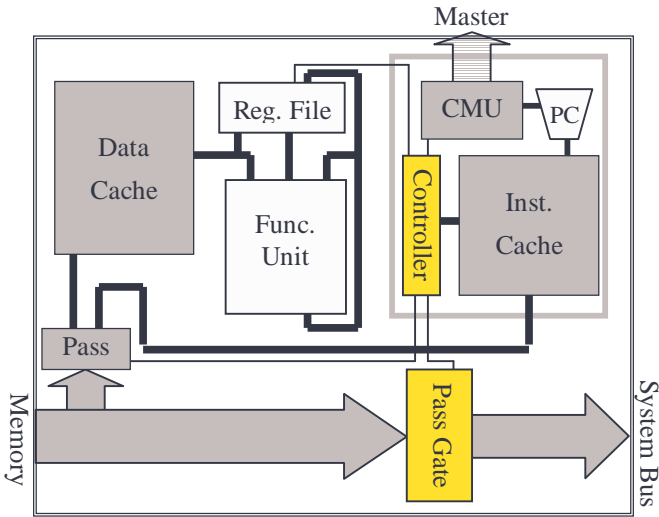 Master
Reg. File
CMU
PC
Data
Cache
Controller
Func.
Unit
Inst.
Cache
Pass
Memory
Pass Gate
System Bus